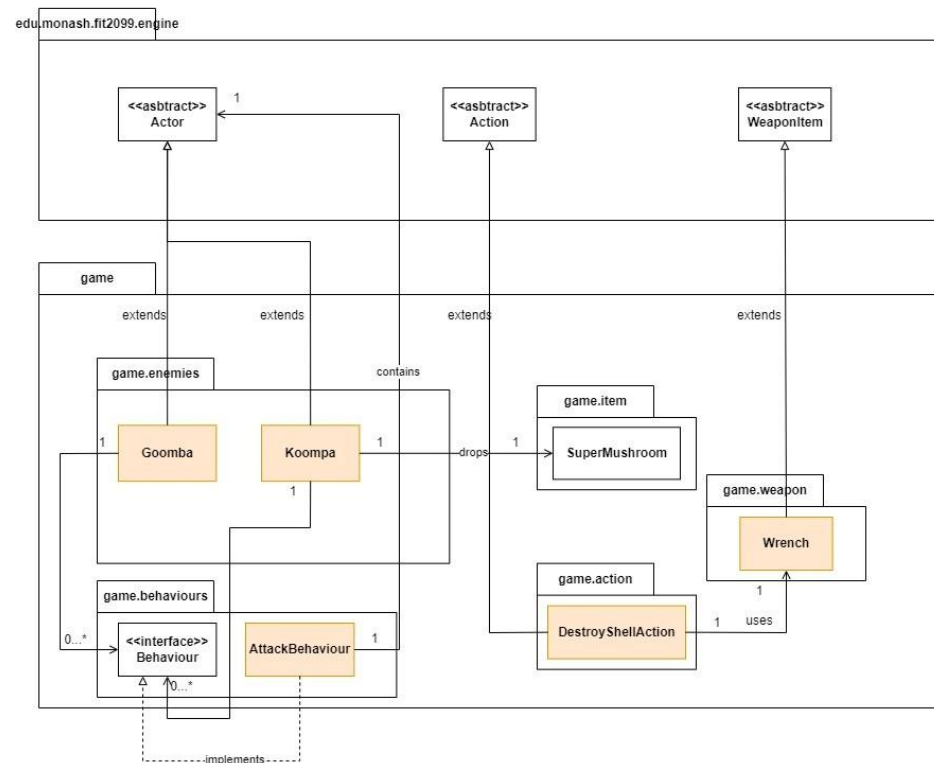 edu.monash.fit2099.engine
<<asbtract>>
Actor
1
<<asbtract>>
Action
<<asbtract>>
WeaponItem
game
extends
extends
extends
extends
game.enemies
contains
game.item
Goomba
Koompa
SuperMushroom
1
1
drops
1
1
game.weapon
Wrench
game.action
DestroyShellAction
1
uses
1
game.behaviours
<<interface>>
Behaviour
AttackBehaviour
1
0...*
0...*
implements